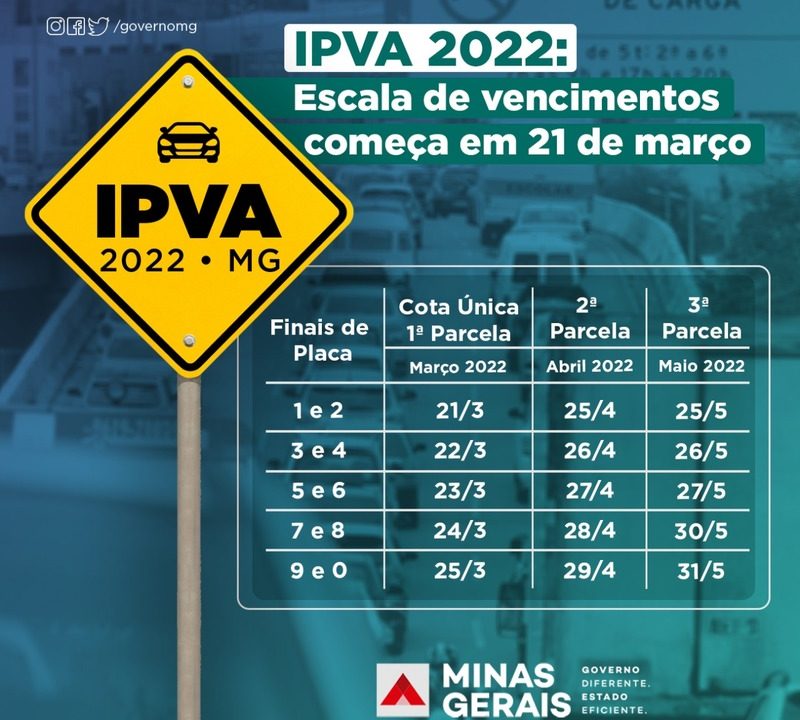 /governomg
IPVA 2022:
Escala de vencimentos
começa em 21 de março
IPVA
2022 • MG
Finais de Placa | Cota Única 1ª Parcela | 2ª Parcela | 3ª Parcela
Março 2022 | Abril 2022 | Maio 2022
1 e 2 | 21/3 | 25/4 | 25/5
3 e 4 | 22/3 | 26/4 | 26/5
5 e 6 | 23/3 | 27/4 | 27/5
7 e 8 | 24/3 | 28/4 | 30/5
9 e 0 | 25/3 | 29/4 | 31/5
MINAS
GERAIS
GOVERNO
DIFERENTE.
ESTADO
EFICIENTE.
DE CARGA